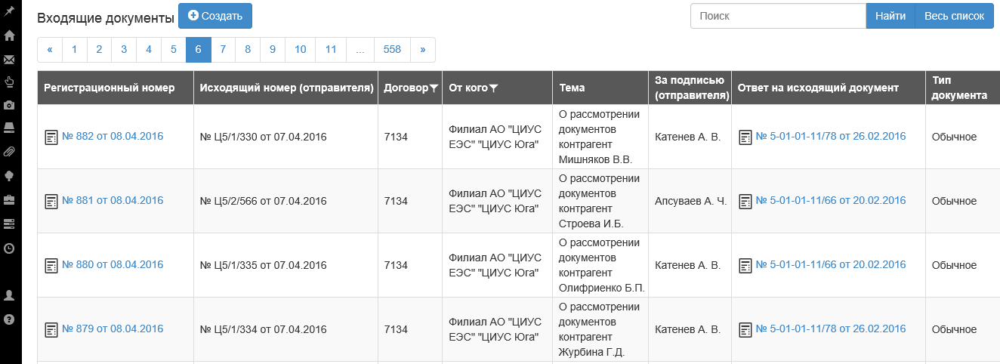 Входящие документы Создать Поиск Найти Весь список
« 1 2 3 4 5 6 7 8 9 10 11 ... 558 »
Регистрационный номер Исходящий номер (отправителя) Договор От кого Тема За подписью (отправителя) Ответ на исходящий документ Тип документа
№ 882 от 08.04.2016 № Ц5/1/330 от 07.04.2016 7134 Филиал АО "ЦИУС ЕЭС" "ЦИУС Юга" О рассмотрении документов контрагент Мишняков В.В. Катенев А. В. № 5-01-01-11/78 от 26.02.2016 Обычное
№ 881 от 08.04.2016 № Ц5/2/566 от 07.04.2016 7134 Филиал АО "ЦИУС ЕЭС" "ЦИУС Юга" О рассмотрении документов контрагент Строева И.Б. Апсуваев А. Ч. № 5-01-01-11/66 от 20.02.2016 Обычное
№ 880 от 08.04.2016 № Ц5/1/335 от 07.04.2016 7134 Филиал АО "ЦИУС ЕЭС" "ЦИУС Юга" О рассмотрении документов контрагент Олифриенко Б.П. Катенев А. В. № 5-01-01-11/66 от 20.02.2016 Обычное
№ 879 от 08.04.2016 № Ц5/1/334 от 07.04.2016 7134 Филиал АО "ЦИУС ЕЭС" "ЦИУС Юга" О рассмотрении документов контрагент Журбина Г.Д. Катенев А. В. № 5-01-01-11/78 от 26.02.2016 Обычное